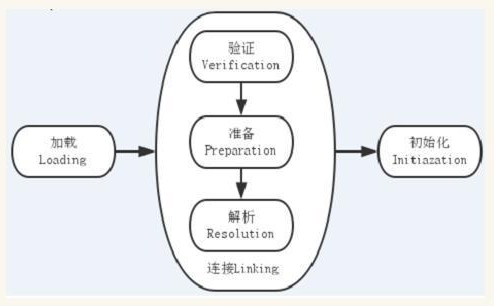 加载
Loading
验证
Verification
准备
Preparation
解析
Resolution
连接Linking
初始化
Initiazation